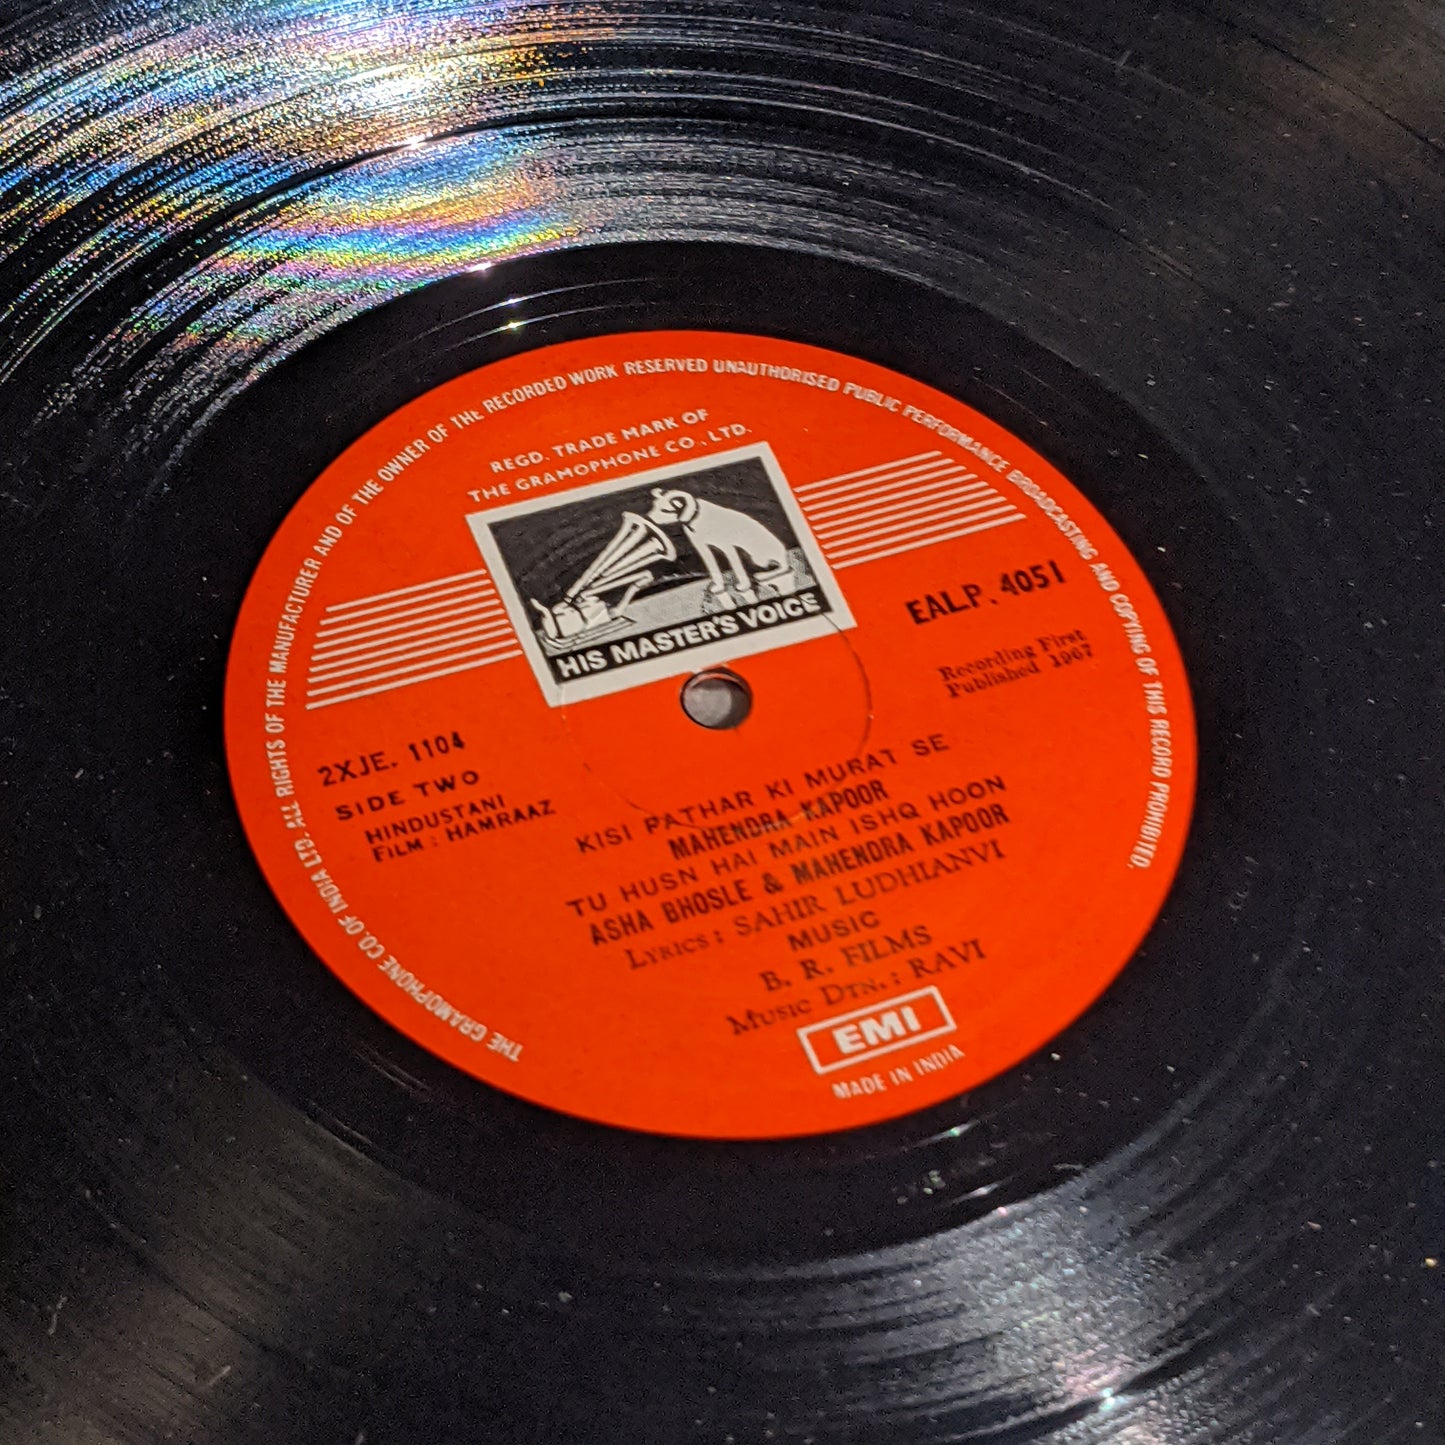 THE GRAMOPHONE CO. OF INDIA LTD. ALL RIGHTS OF THE MANUFACTURER AND OF THE OWNER OF THE RECORDED WORK RESERVED UNAUTHORISED PUBLIC PERFORMANCE BROADCASTING AND COPYING OF THIS RECORD PROHIBITED.
REGD. TRADE MARK OF
THE GRAMOPHONE CO., LTD.
HIS MASTER'S VOICE
EALP. 4051
Recording First
Published 1967
2XJE. 1104
SIDE TWO
HINDUSTANI
FILM : HAMRAAZ
KISI PATHAR KI MURAT SE
MAHENDRA KAPOOR
TU HUSN HAI MAIN ISHQ HOON
ASHA BHOSLE & MAHENDRA KAPOOR
LYRICS : SAHIR LUDHIANVI
MUSIC
B. R. FILMS
MUSIC DTN. : RAVI
EMI
MADE IN INDIA